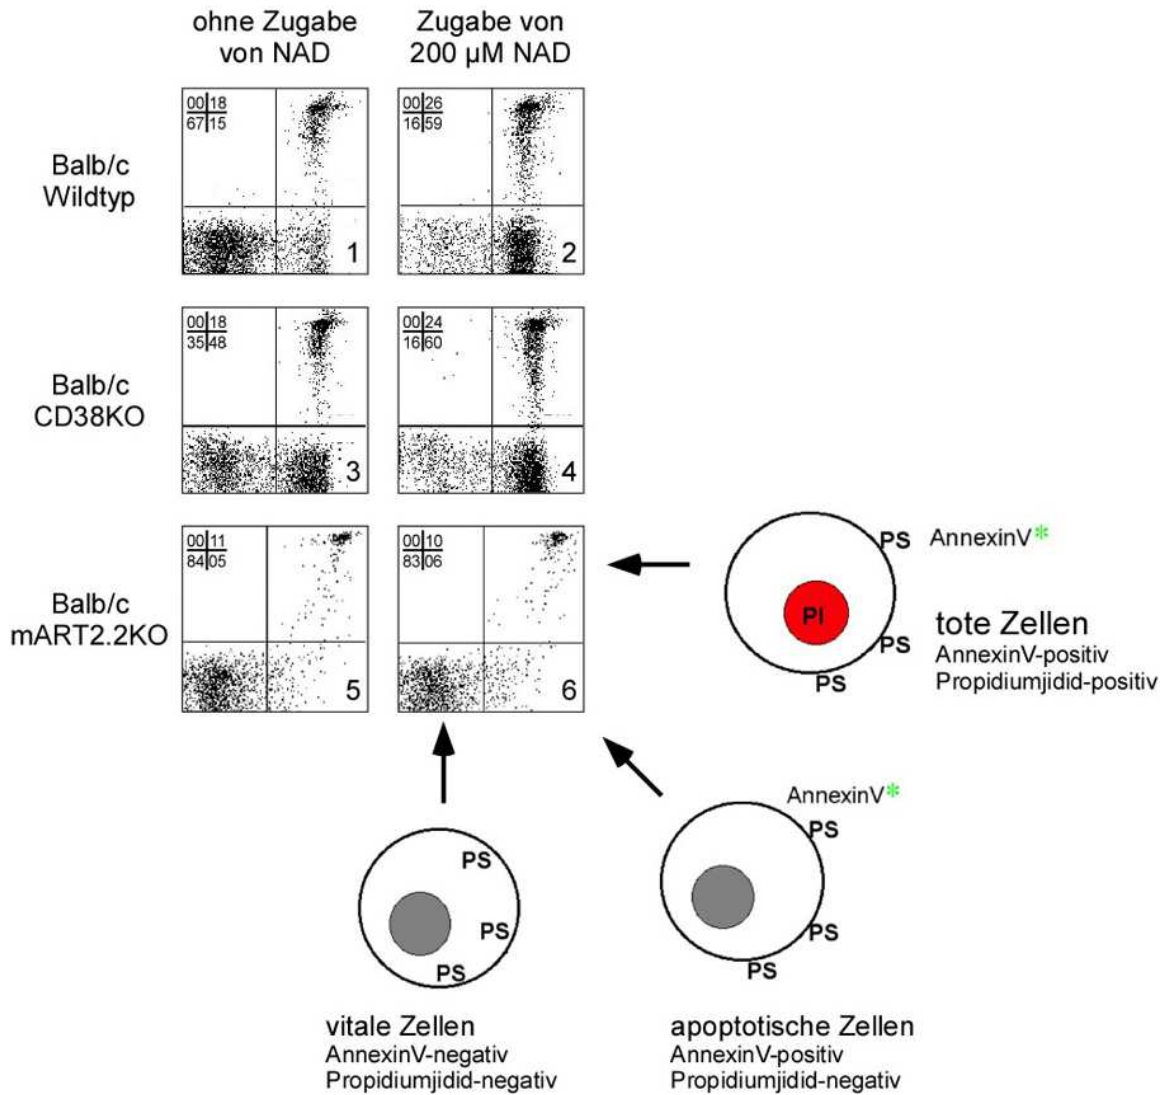 ohne Zugabe
von NAD
Zugabe von
200 µM NAD
Balb/c
Wildtyp
00 18
67 15
1
00 26
16 59
2
Balb/c
CD38KO
00 18
35 48
3
00 24
16 60
4
Balb/c
mART2.2KO
00 11
84 05
5
00 10
83 06
6
PS
AnnexinV*
PI
PS
PS
tote Zellen
AnnexinV-positiv
Propidiumjidid-positiv
PS
PS
PS
vitale Zellen
AnnexinV-negativ
Propidiumjidid-negativ
AnnexinV*
PS
PS
PS
apoptotische Zellen
AnnexinV-positiv
Propidiumjidid-negativ